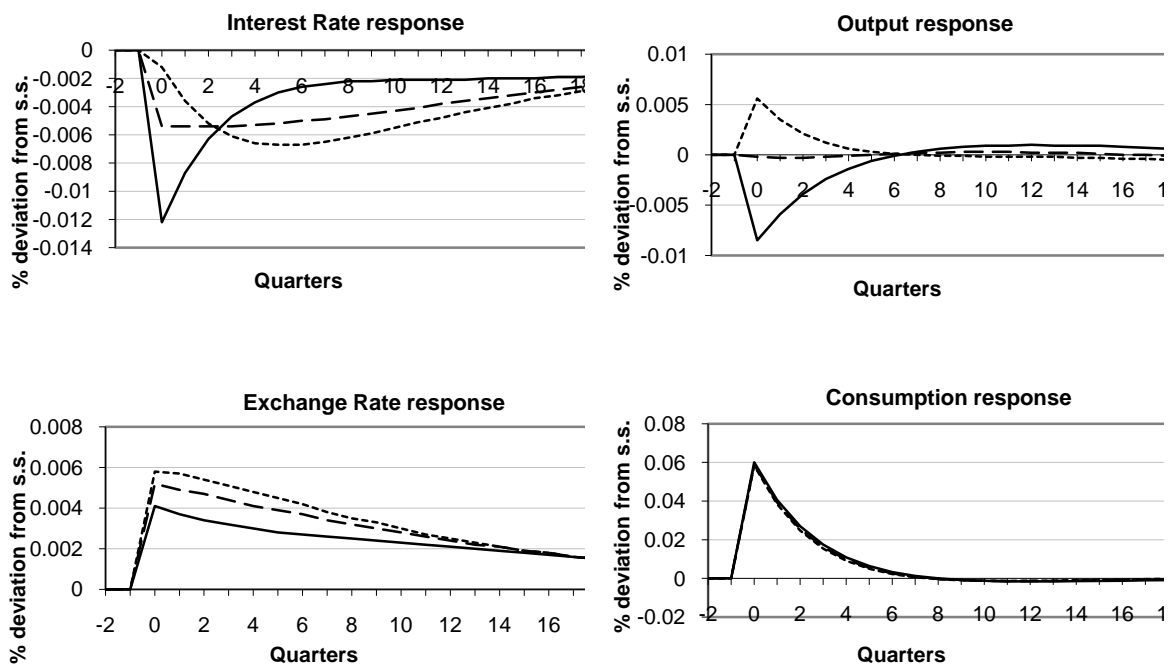 Interest Rate response
% deviation from s.s.
0
-0.002
-0.004
-0.006
-0.008
-0.01
-0.012
-0.014
-2 0 2 4 6 8 10 12 14 16 18
Quarters
Output response
% deviation from s.s.
0.01
0.005
0
-0.005
-0.01
-2 0 2 4 6 8 10 12 14 16
Quarters
Exchange Rate response
% deviation from s.s.
0.008
0.006
0.004
0.002
0
-2 0 2 4 6 8 10 12 14 16
Quarters
Consumption response
% deviation from s.s.
0.08
0.06
0.04
0.02
0
-0.02
-2 0 2 4 6 8 10 12 14 16
Quarters